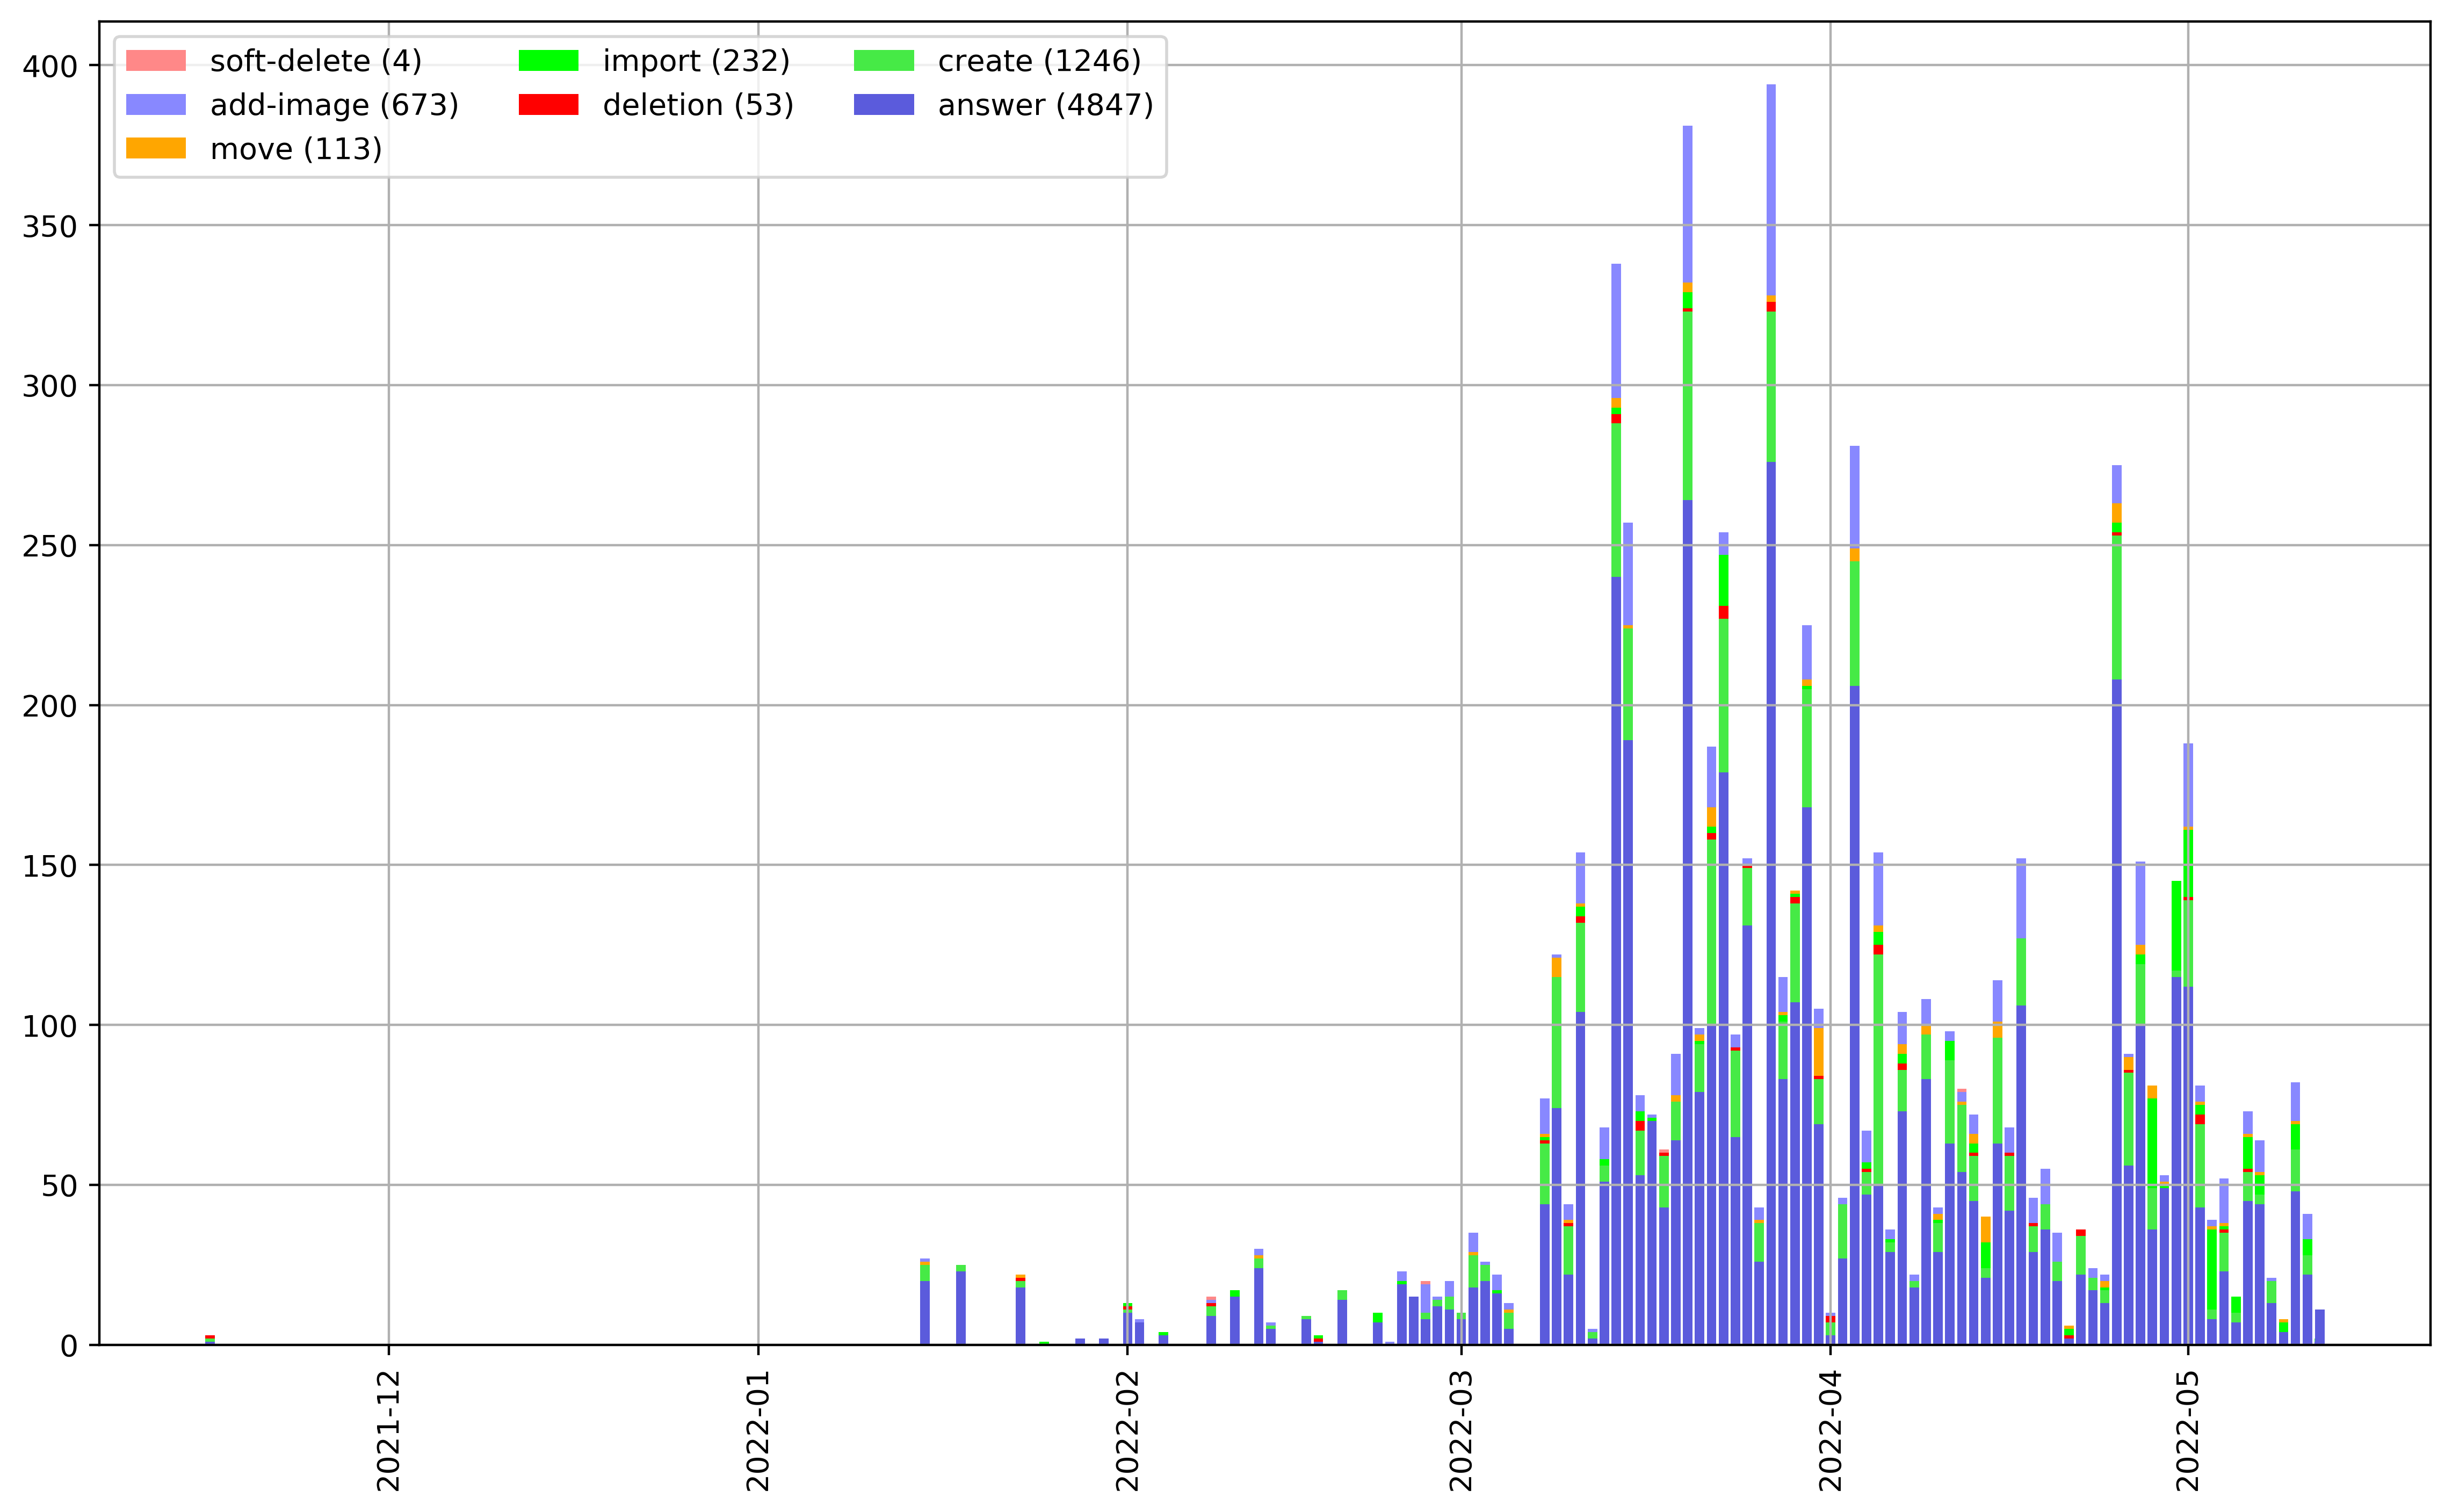 soft-delete (4)
add-image (673)
move (113)
import (232)
deletion (53)
create (1246)
answer (4847)
400
350
300
250
200
150
100
50
0
2021-12
2022-01
2022-02
2022-03
2022-04
2022-05